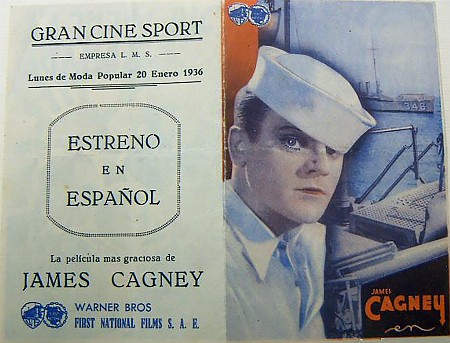 GRAN CINE SPORT
EMPRESA L. M. S.
Lunes de Moda Popular 20 Enero 1936
ESTRENO
EN
ESPAÑOL
La película mas graciosa de
JAMES CAGNEY
WARNER BROS
FIRST NATIONAL FILMS S. A. E.
346
JAMES
CAGNEY
en